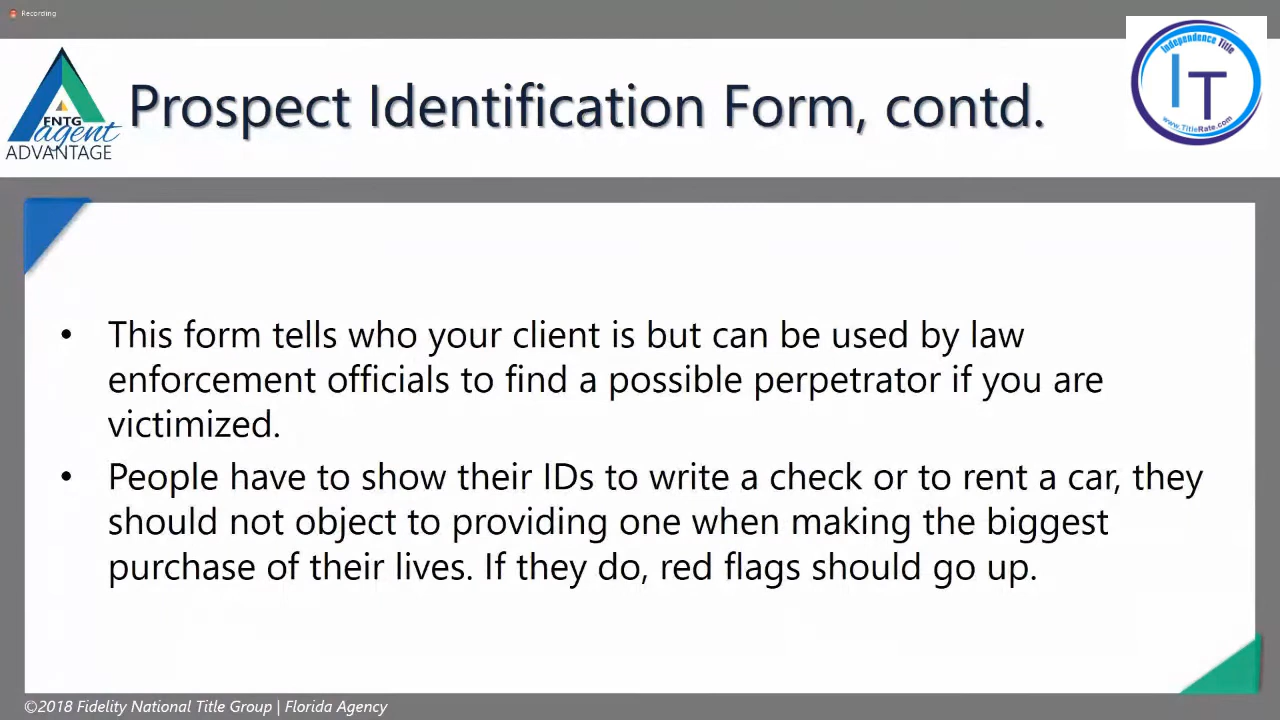 Recording
Prospect Identification Form, contd.
FNTG
agent
ADVANTAGE
Independence Title
IT
www.TitleRate.com
• This form tells who your client is but can be used by law
enforcement officials to find a possible perpetrator if you are
victimized.
• People have to show their IDs to write a check or to rent a car, they
should not object to providing one when making the biggest
purchase of their lives. If they do, red flags should go up.
©2018 Fidelity National Title Group | Florida Agency